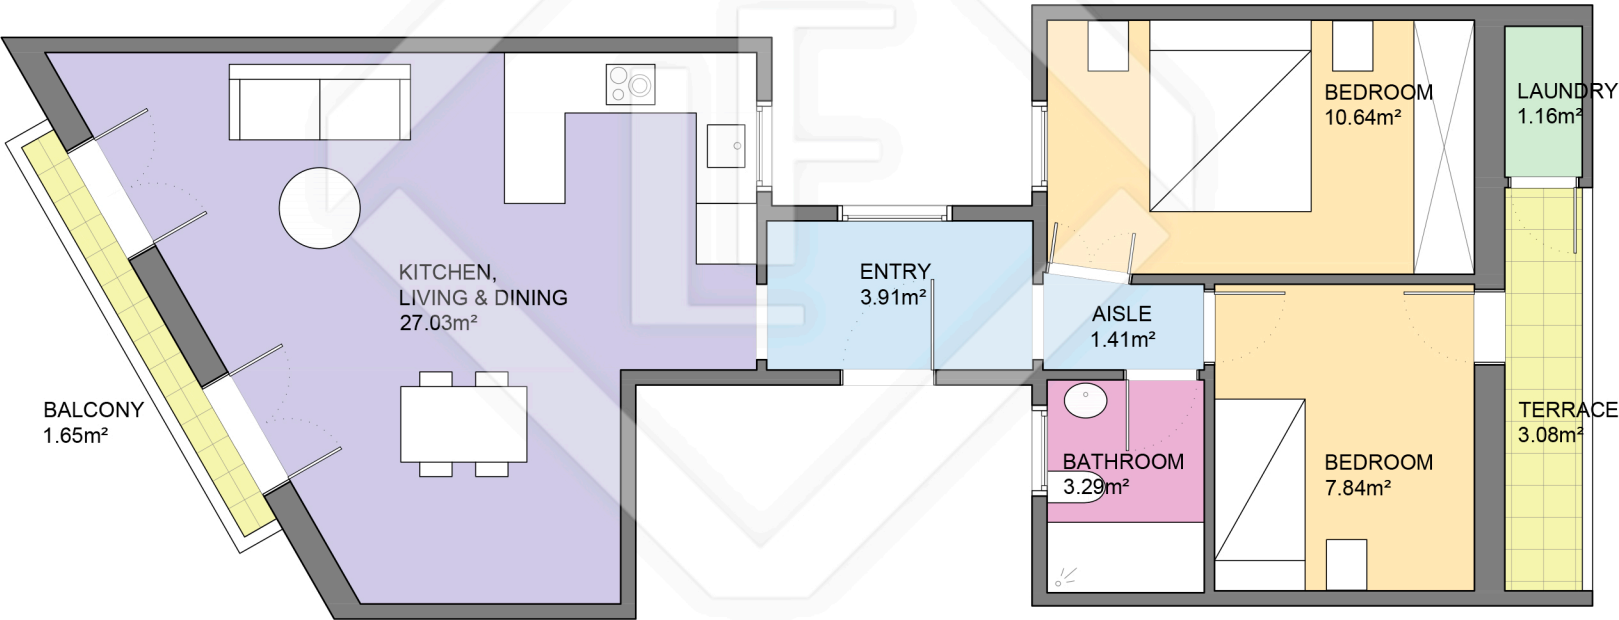 BEDROOM
10.64m²
LAUNDRY
1.16m²
KITCHEN,
LIVING & DINING
27.03m²
ENTRY
3.91m²
AISLE
1.41m²
BALCONY
1.65m²
BATHROOM
3.29m²
BEDROOM
7.84m²
TERRACE
3.08m²